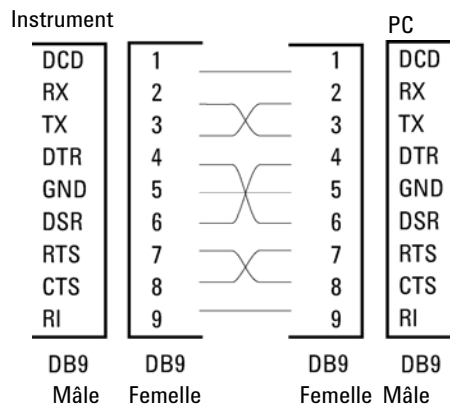 Instrument PC
DCD 1 1 DCD
RX 2 2 RX
TX 3 3 TX
DTR 4 4 DTR
GND 5 5 GND
DSR 6 6 DSR
RTS 7 7 RTS
CTS 8 8 CTS
RI 9 9 RI
DB9 DB9 DB9 DB9
Mâle Femelle Femelle Mâle